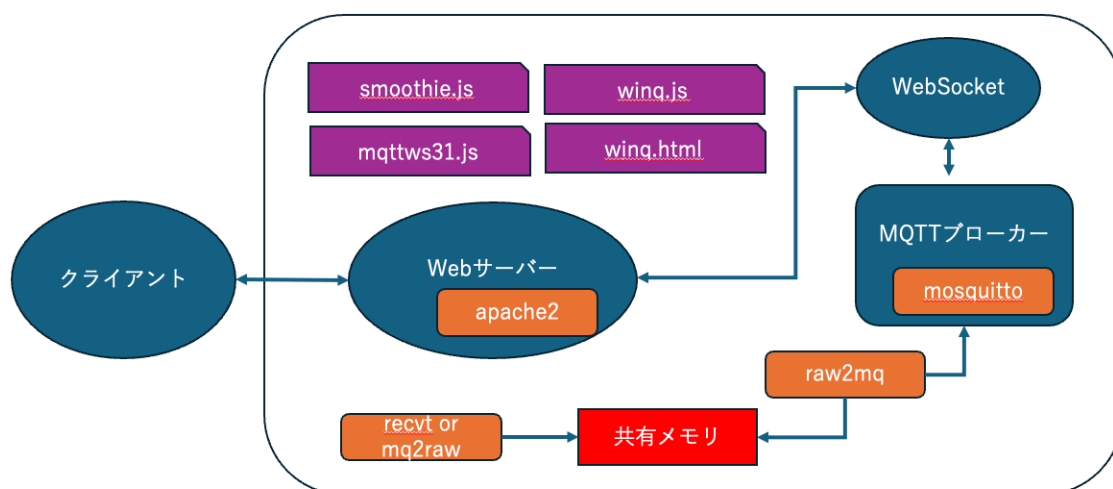 smoothie.js
winq.js
WebSocket
mqttws31.js
winq.html
MQTTブローカー
mosquitto
クライアント
Webサーバー
apache2
raw2mq
recvt or
mq2raw
共有メモリ